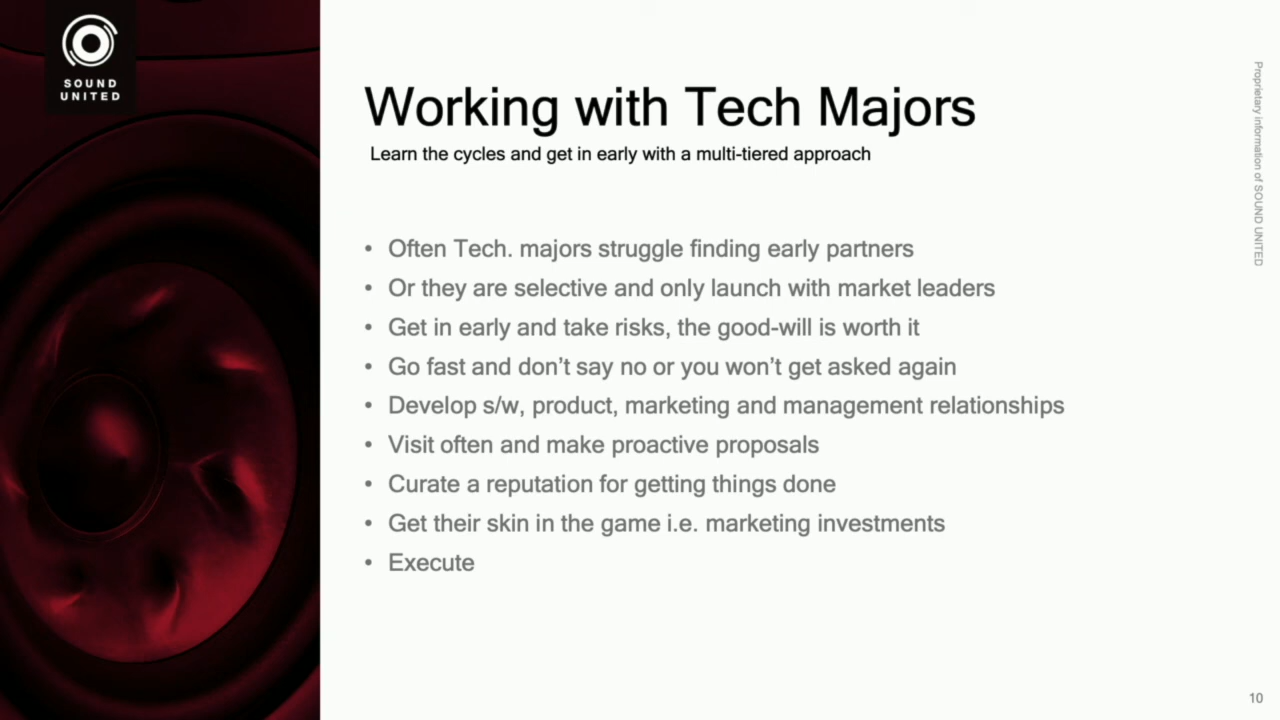 SOUND
UNITED
Working with Tech Majors
Learn the cycles and get in early with a multi-tiered approach
• Often Tech. majors struggle finding early partners
• Or they are selective and only launch with market leaders
• Get in early and take risks, the good-will is worth it
• Go fast and don’t say no or you won’t get asked again
• Develop s/w, product, marketing and management relationships
• Visit often and make proactive proposals
• Curate a reputation for getting things done
• Get their skin in the game i.e. marketing investments
• Execute
Proprietary information of SOUND UNITED
10